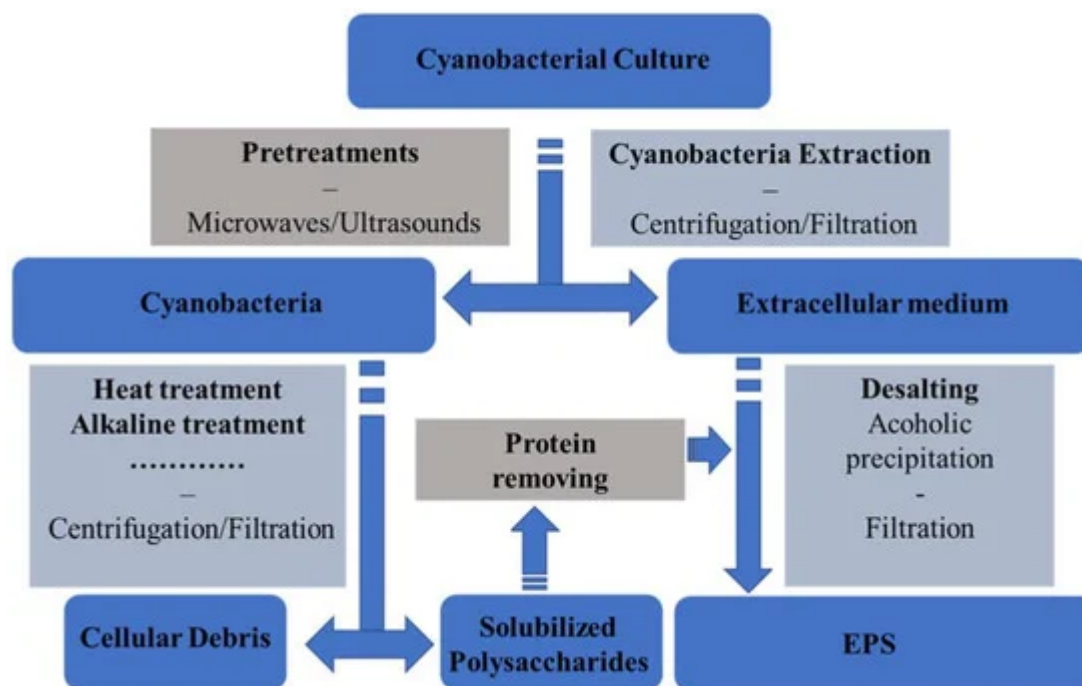 Cyanobacterial Culture
Pretreatments
–
Microwaves/Ultrasounds
Cyanobacteria Extraction
–
Centrifugation/Filtration
Cyanobacteria
Extracellular medium
Heat treatment
Alkaline treatment
............
–
Centrifugation/Filtration
Protein
removing
Desalting
Acoholic
precipitation
-
Filtration
Cellular Debris
Solubilized
Polysaccharides
EPS